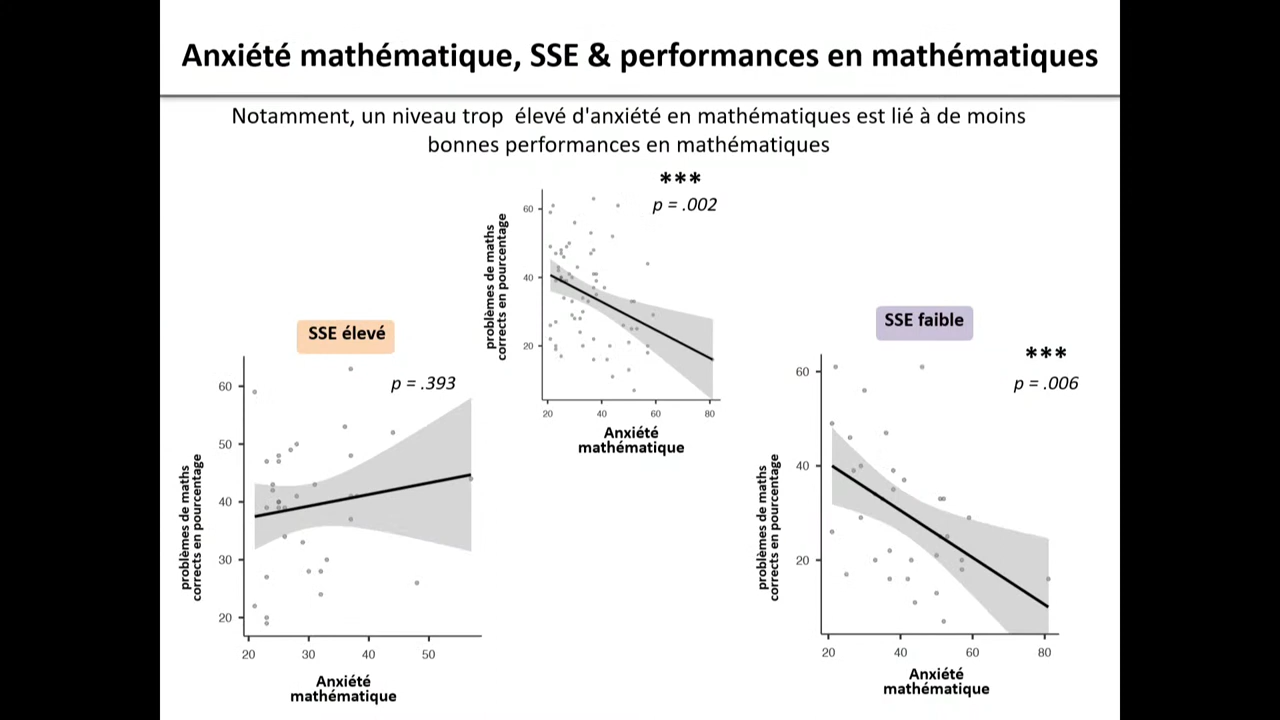 Anxiété mathématique, SSE & performances en mathématiques
Notamment, un niveau trop élevé d'anxiété en mathématiques est lié à de moins
bonnes performances en mathématiques
***
p = .002
problèmes de maths
corrects en pourcentage
60
40
20
20 40 60 80
Anxiété
mathématique
SSE élevé
p = .393
problèmes de maths
corrects en pourcentage
60
50
40
30
20
20 30 40 50
Anxiété
mathématique
SSE faible
***
p = .006
problèmes de maths
corrects en pourcentage
60
40
20
20 40 60 80
Anxiété
mathématique